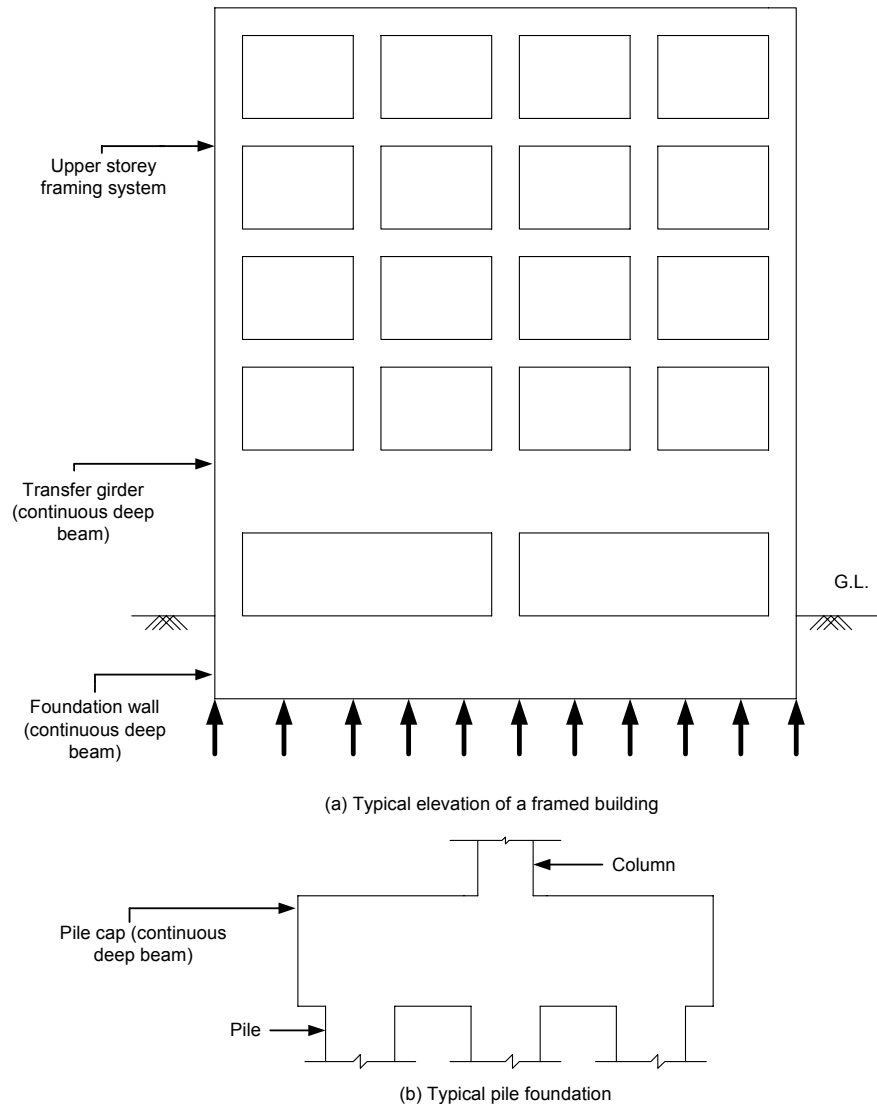 Upper storey
framing system
Transfer girder
(continuous deep
beam)
G.L.
Foundation wall
(continuous deep
beam)
(a) Typical elevation of a framed building
Column
Pile cap (continuous
deep beam)
Pile
(b) Typical pile foundation